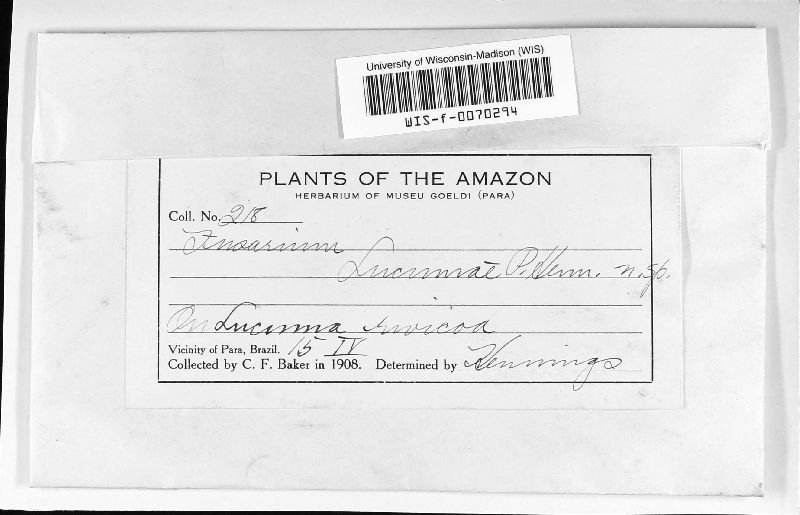 University of Wisconsin-Madison (WIS)
WIS-f-0070294
PLANTS OF THE AMAZON
HERBARIUM OF MUSEU GOELDI (PARA)
Coll. No. 218
Fusarium
Lucumae P. Henn. n. sp.
On Lucuma rivicoa
Vicinity of Para, Brazil. 15 IV
Collected by C. F. Baker in 1908. Determined by Hennings